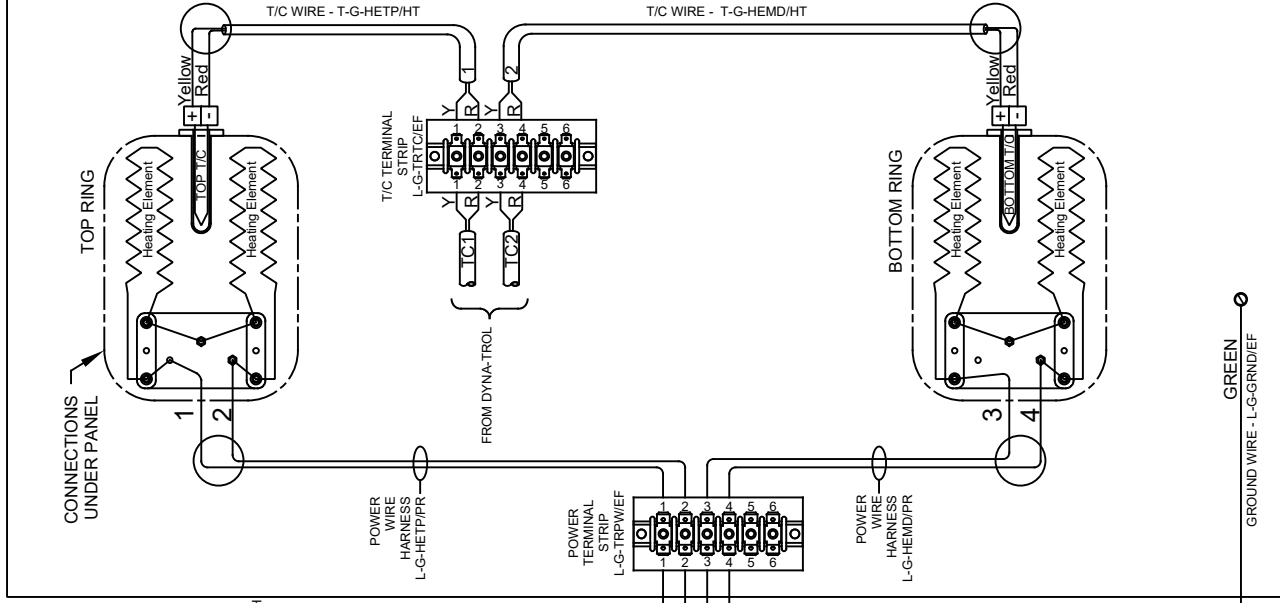 T/C WIRE - T-G-HETP/HT
T/C WIRE - T-G-HEMD/HT
Yellow
Red
+ -
TOP T/C
Heating Element
Heating Element
TOP RING
CONNECTIONS
UNDER PANEL
1
2
1
2
Y
R
Y
R
1 2 3 4 5 6
T/C TERMINAL
STRIP
L-G-TRTC/EF
1 2 3 4 5 6
Y
R
Y
R
TC1
TC2
FROM DYNA-TROL
Yellow
Red
+ -
BOTTOM T/C
Heating Element
Heating Element
BOTTOM RING
3
4
POWER
WIRE
HARNESS
L-G-HETP/PR
POWER
TERMINAL
STRIP
L-G-TRPW/EF
1 2 3 4 5 6
1 2 3 4 5 6
POWER
WIRE
HARNESS
L-G-HEMD/PR
GREEN
GROUND WIRE - L-G-GRND/EF